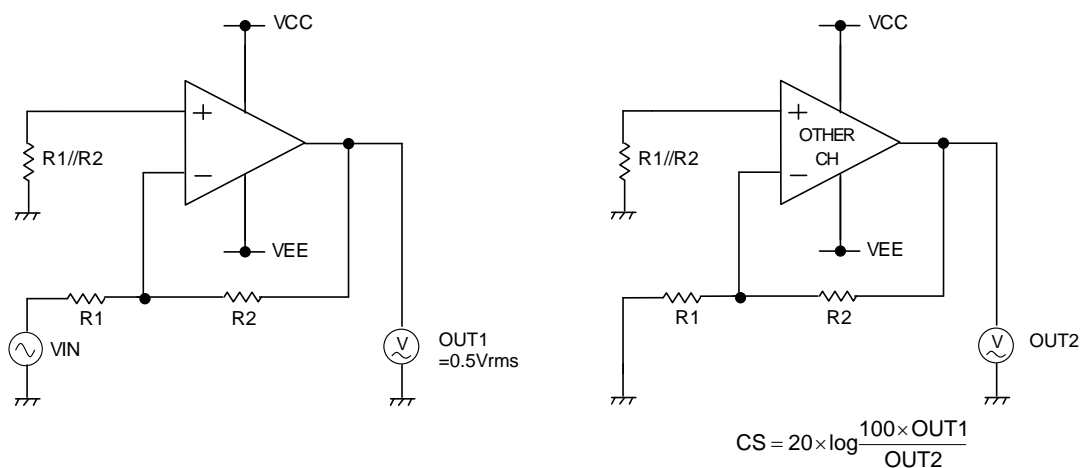 VCC
R1//R2
+
−
VEE
R1
R2
VIN
V
OUT1
=0.5Vrms
VCC
R1//R2
+
OTHER
CH
−
VEE
R1
R2
V
OUT2
CS = 20×log 100×OUT1
OUT2